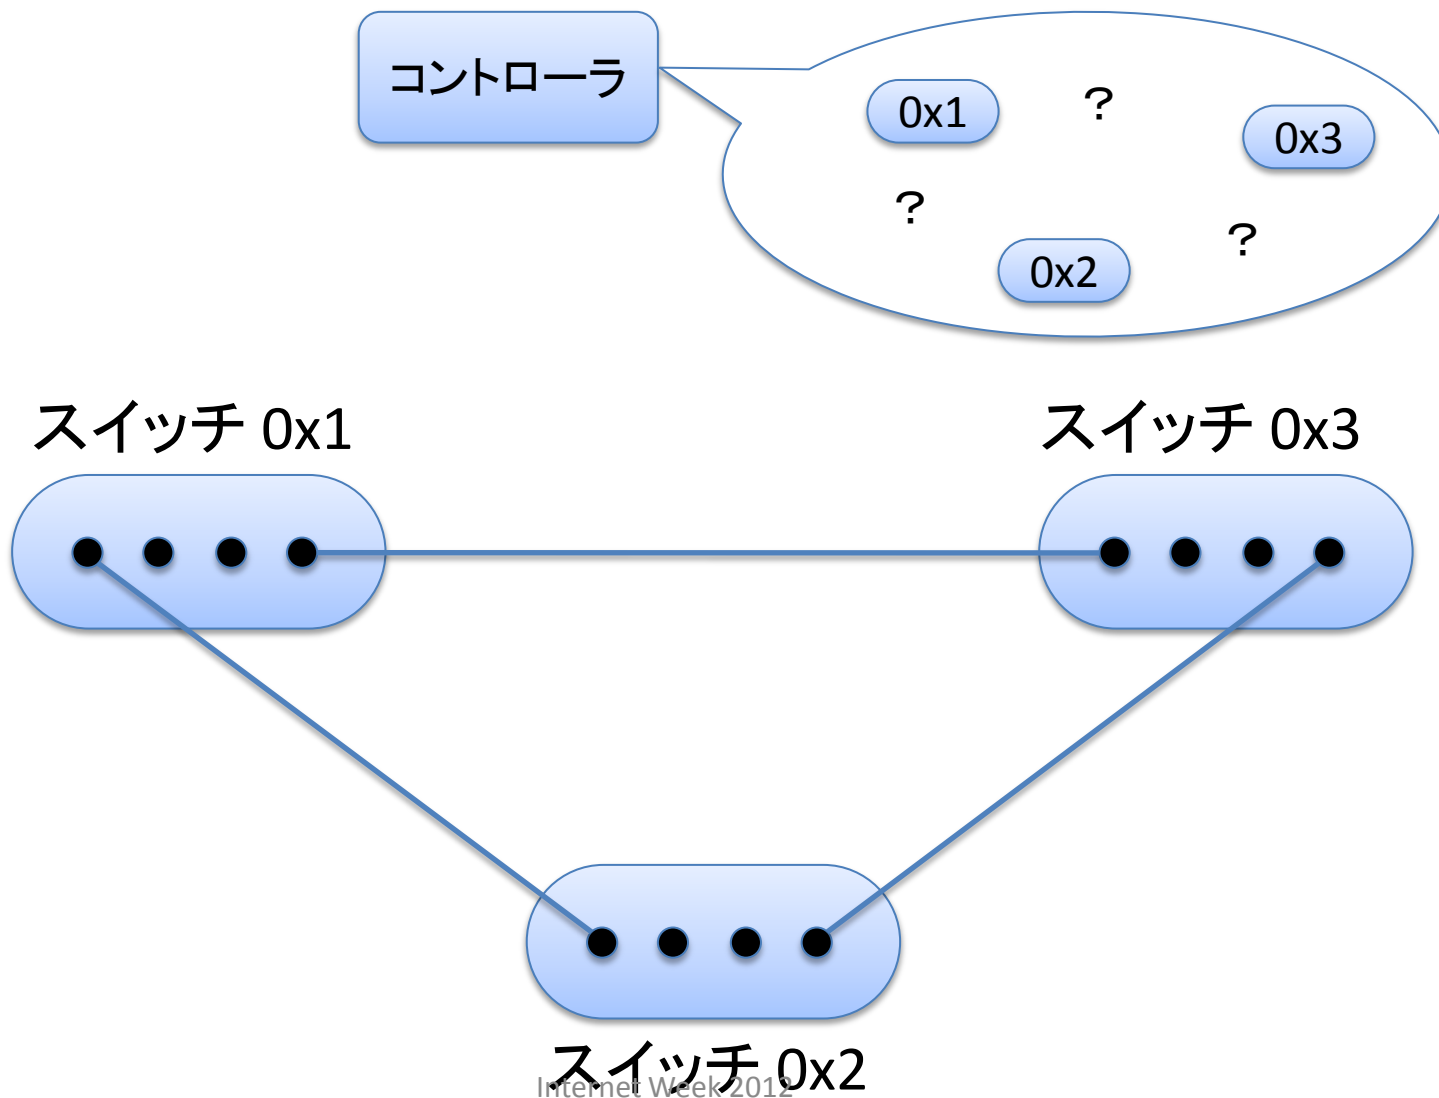 コントローラ
0x1
？
0x3
？
？
0x2
スイッチ 0x1
スイッチ 0x3
スイッチ 0x2
Internet Week 2012